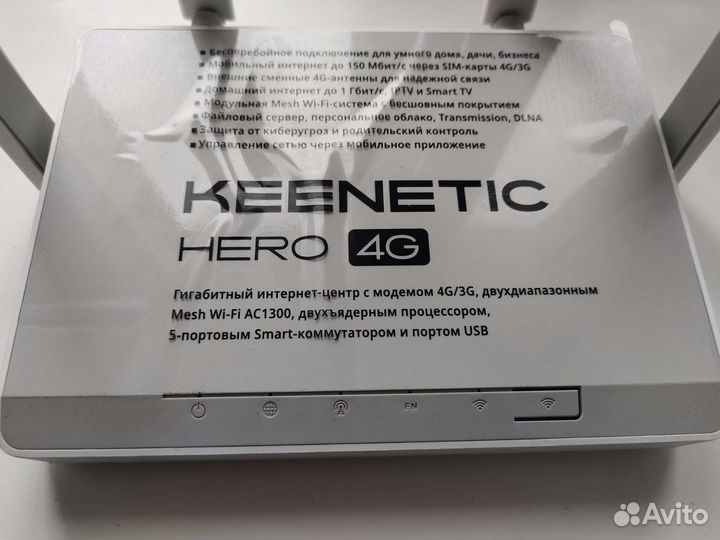 ▪ Бесперебойное подключение для умного дома, дачи, бизнеса
▪ Мобильный интернет до 150 Мбит/с через SIM-карты 4G/3G
▪ Внешние сменные 4G-антенны для надежной связи
▪ Домашний интернет до 1 Гбит/с, IPTV и Smart TV
▪ Модульная Mesh Wi-Fi-система с бесшовным покрытием
▪ Файловый сервер, персональное облако, Transmission, DLNA
▪ Защита от киберугроз и родительский контроль
▪ Управление сетью через мобильное приложение
KEENETIC
HERO 4G
Гигабитный интернет-центр с модемом 4G/3G, двухдиапазонным
Mesh Wi-Fi AC1300, двухъядерным процессором,
5-портовым Smart-коммутатором и портом USB
FN
Avito